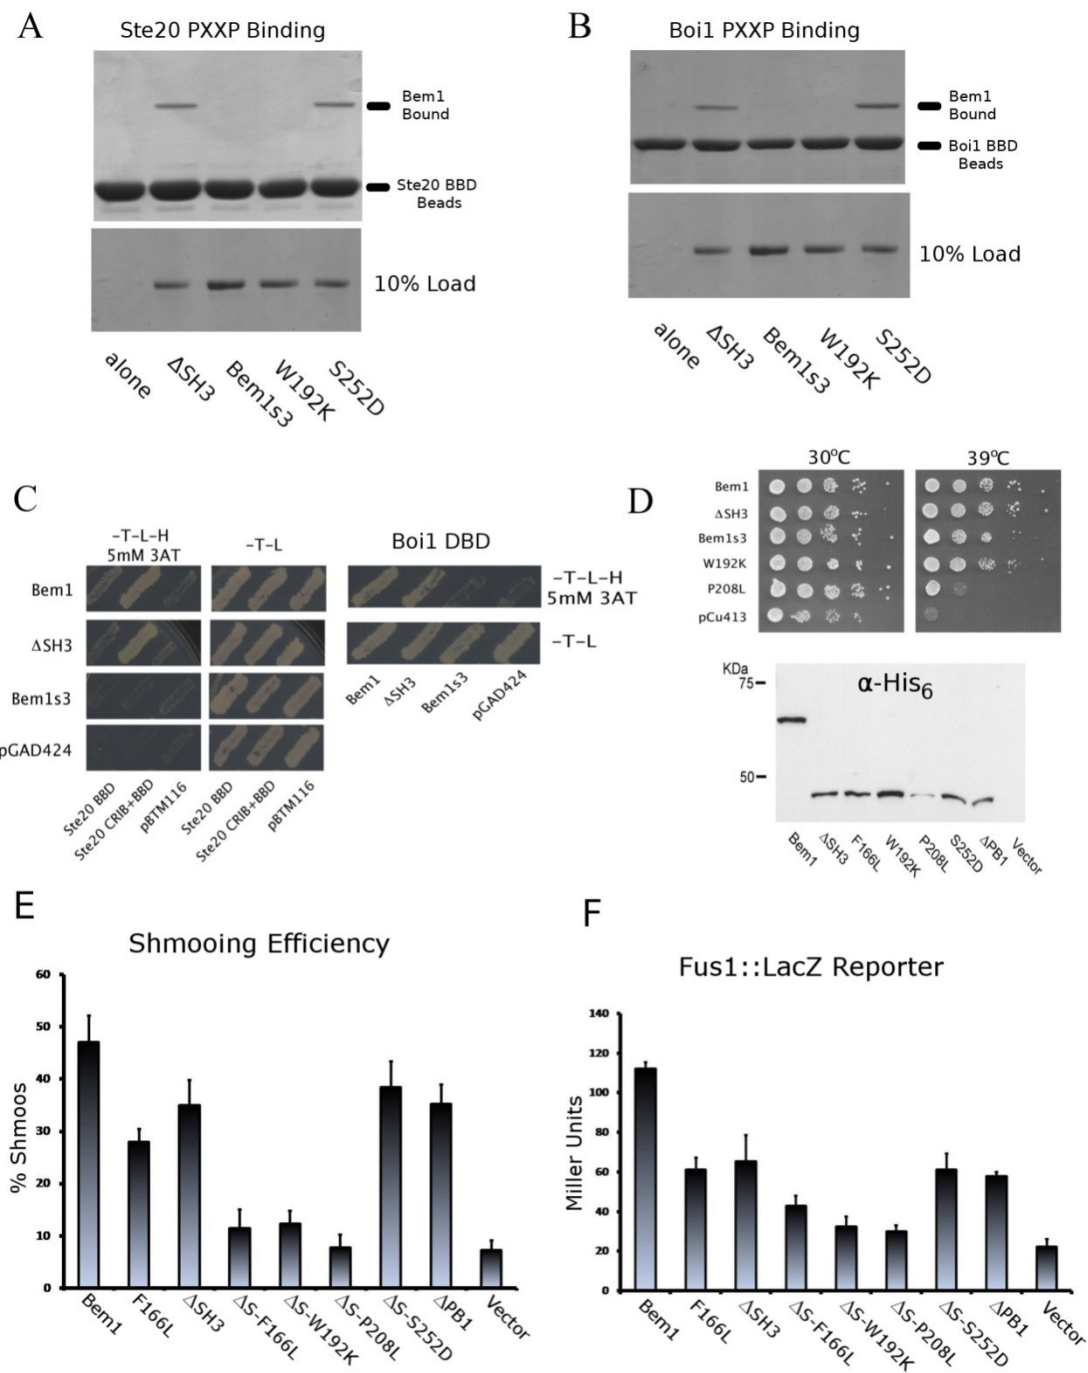 A
Ste20 PXXP Binding
Bem1
Bound
Ste20 BBD
Beads
10% Load
alone
ΔSH3
Bem1s3
W192K
S252D
B
Boi1 PXXP Binding
Bem1
Bound
Boi1 BBD
Beads
10% Load
alone
ΔSH3
Bem1s3
W192K
S252D
C
-T-L-H
5mM 3AT
-T-L
Bem1
ΔSH3
Bem1s3
pGAD424
Ste20 BBD
Ste20 CRIB+BBD
pBTM116
Ste20 BBD
Ste20 CRIB+BBD
pBTM116
Boi1 DBD
-T-L-H
5mM 3AT
-T-L
Bem1
ΔSH3
Bem1s3
pGAD424
D
30°C
39°C
Bem1
ΔSH3
Bem1s3
W192K
P208L
pCu413
KDa
75
50
α-His6
Bem1
ΔSH3
F166L
W192K
P208L
S252D
ΔPB1
Vector
E
Shmooing Efficiency
% Shmoos
60
50
40
30
20
10
0
Bem1
F166L
ΔSH3
ΔS-F166L
ΔS-W192K
ΔS-P208L
ΔS-S252D
ΔPB1
Vector
F
Fus1::LacZ Reporter
Miller Units
140
120
100
80
60
40
20
0
Bem1
F166L
ΔSH3
ΔS-F166L
ΔS-W192K
ΔS-P208L
ΔS-S252D
ΔPB1
Vector